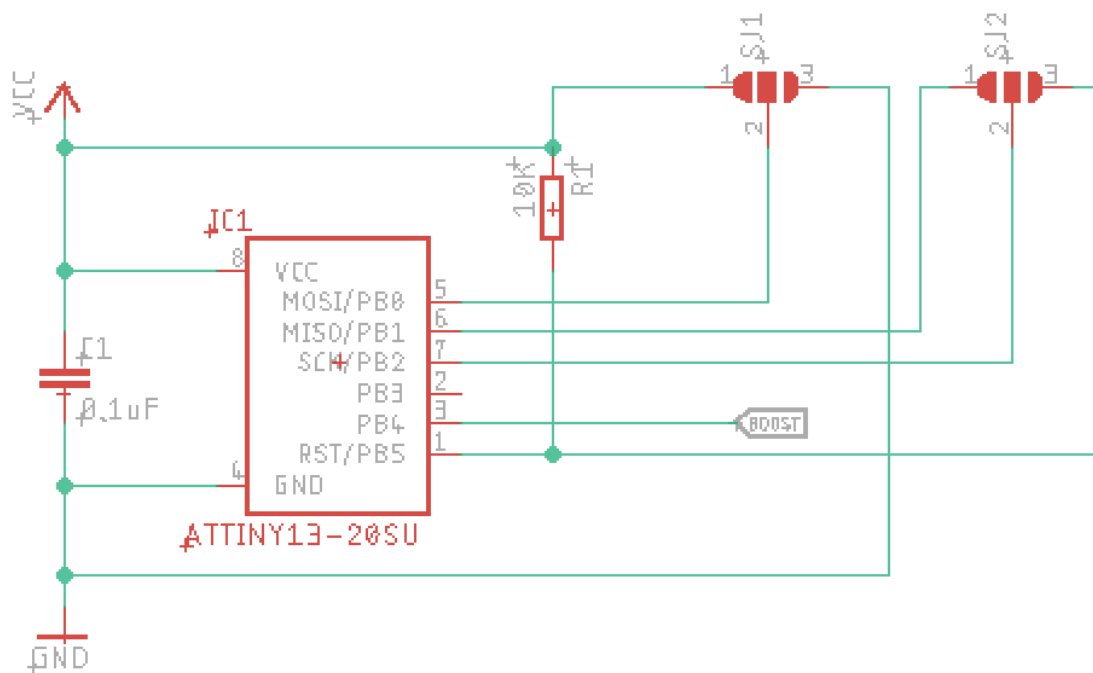 SJ1
SJ2
1
3
2
1
3
2
VCC
10K
R1
IC1
8
VCC
MOSI/PB0
5
MISO/PB1
6
SCK/PB2
7
PB3
2
PB4
3
BOOST
RST/PB5
1
4
GND
C1
0.1uF
ATTINY13-20SU
GND